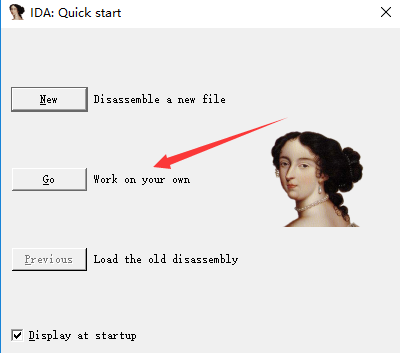 IDA: Quick start
New Disassemble a new file
Go Work on your own
Previous Load the old disassembly
Display at startup